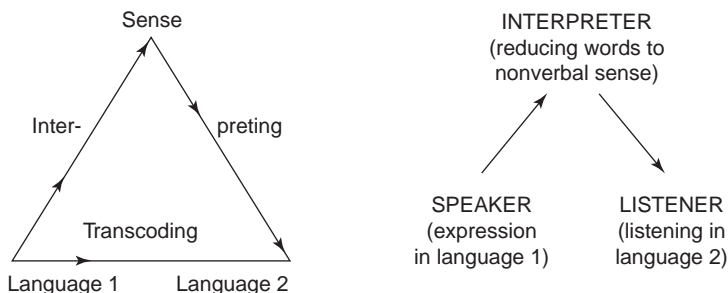 Sense
Inter-
preting
Transcoding
Language 1
Language 2
INTERPRETER
(reducing words to
nonverbal sense)
SPEAKER
(expression
in language 1)
LISTENER
(listening in
language 2)